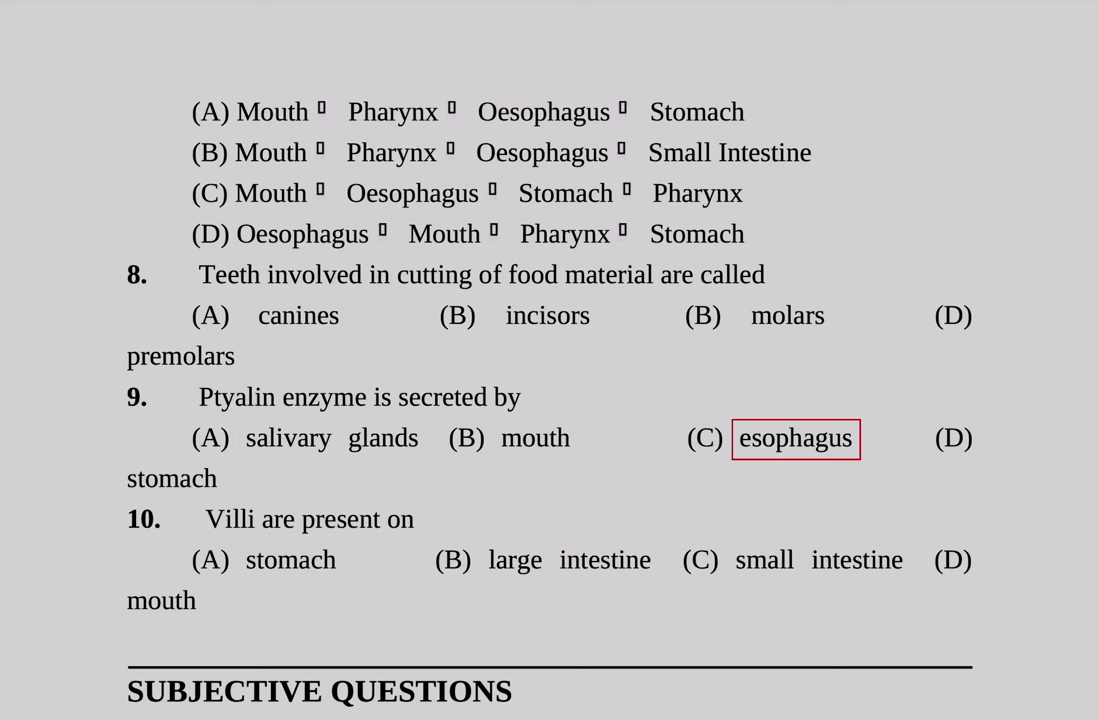 (A) Mouth ▯ Pharynx ▯ Oesophagus ▯ Stomach
(B) Mouth ▯ Pharynx ▯ Oesophagus ▯ Small Intestine
(C) Mouth ▯ Oesophagus ▯ Stomach ▯ Pharynx
(D) Oesophagus ▯ Mouth ▯ Pharynx ▯ Stomach
8. Teeth involved in cutting of food material are called
(A) canines (B) incisors (B) molars (D)
premolars
9. Ptyalin enzyme is secreted by
(A) salivary glands (B) mouth (C) esophagus (D)
stomach
10. Villi are present on
(A) stomach (B) large intestine (C) small intestine (D)
mouth
SUBJECTIVE QUESTIONS